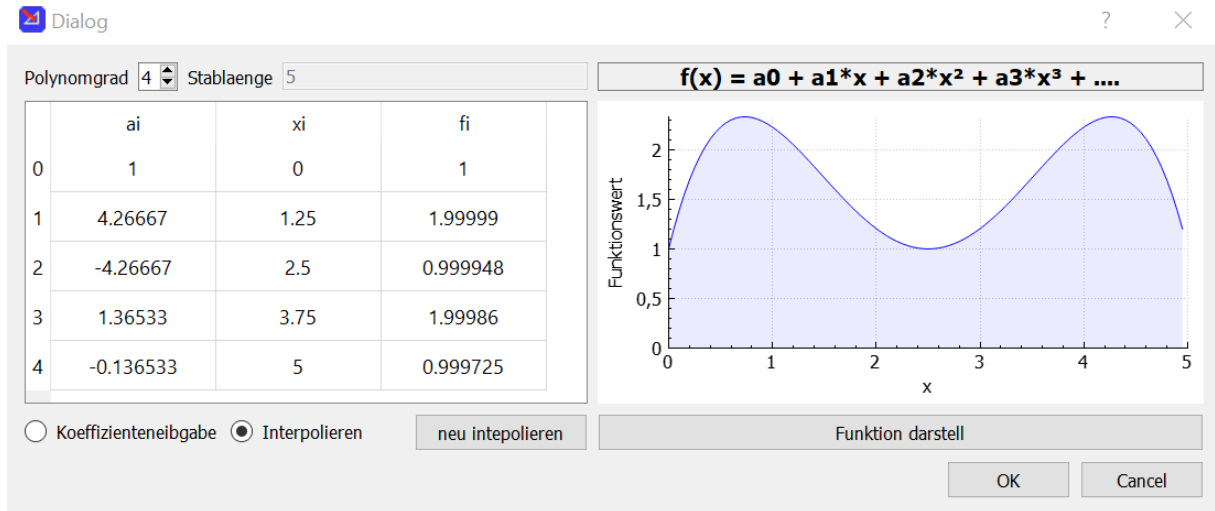 Dialog ?
Polynomgrad 4 Stablaenge 5
f(x) = a0 + a1*x + a2*x² + a3*x³ + ....
ai xi fi
0 1 0 1
1 4.26667 1.25 1.99999
2 -4.26667 2.5 0.999948
3 1.36533 3.75 1.99986
4 -0.136533 5 0.999725
Funktionswert
2
1,5
1
0,5
0
0 1 2 3 4 5
x
Koeffizienteneibgabe Interpolieren neu intepolieren Funktion darstell
OK Cancel